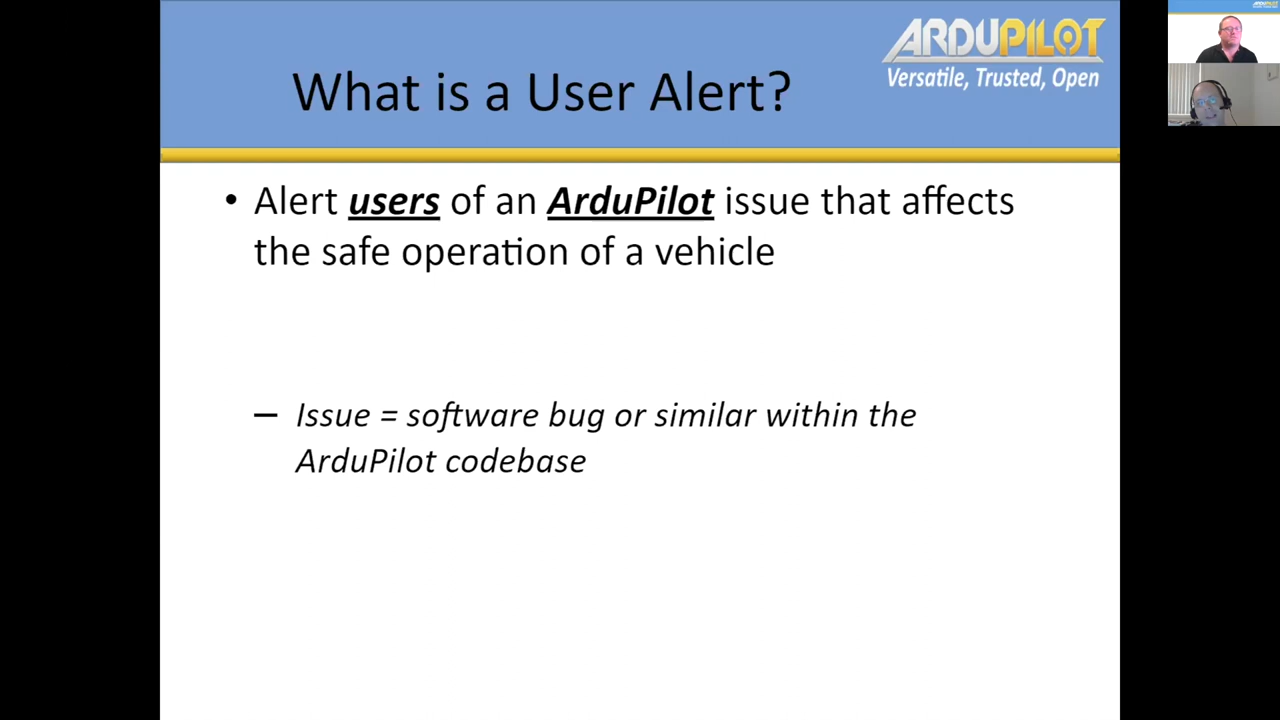 What is a User Alert?
ARDUPILOT
Versatile, Trusted, Open
• Alert users of an ArduPilot issue that affects
the safe operation of a vehicle
– Issue = software bug or similar within the
ArduPilot codebase
ARDUPILOT